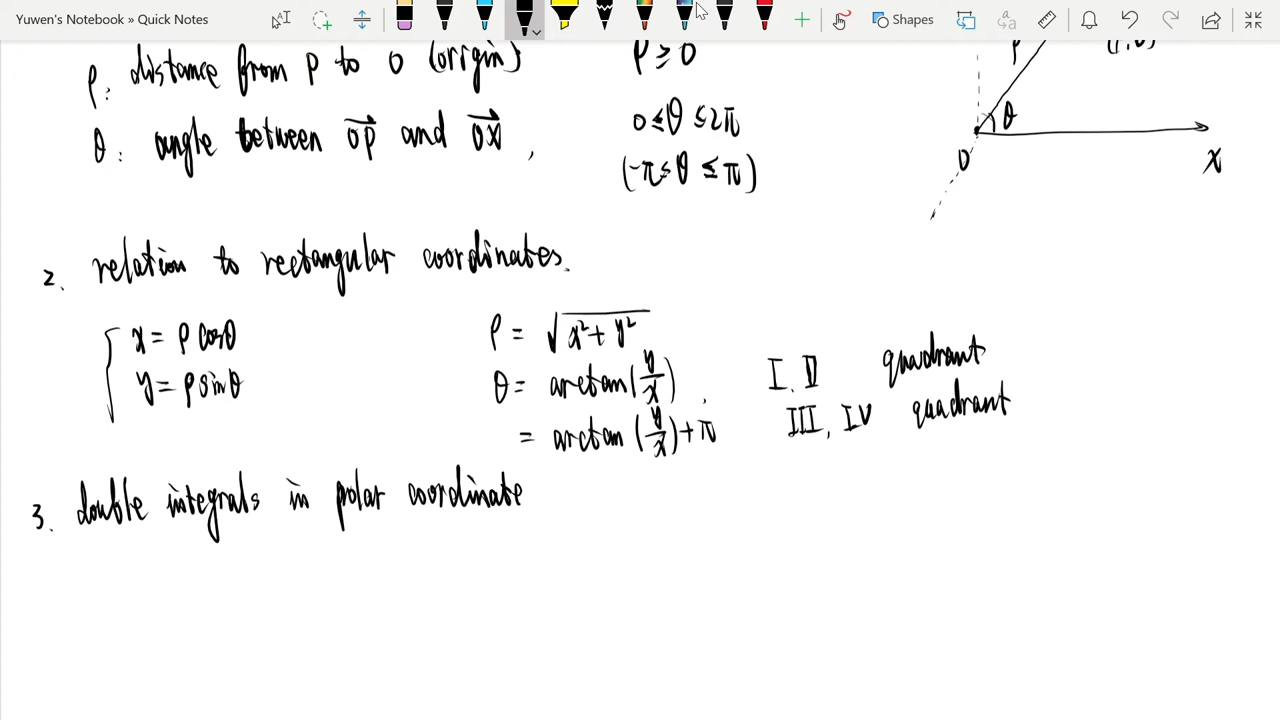 Yuwen's Notebook » Quick Notes
Shapes
ρ: distance from P to O (origin) ρ ≥ 0
θ: angle between OP and OX, 0 ≤ θ ≤ 2π
(-π ≤ θ ≤ π)
ρ
θ
O
X
2. relation to rectangular coordinates.
x = ρ cosθ ρ = √x² + y²
y = ρ sinθ θ = arctan(y/x), I, II quadrant
= arctan(y/x) + π III, IV quadrant
3. double integrals in polar coordinate